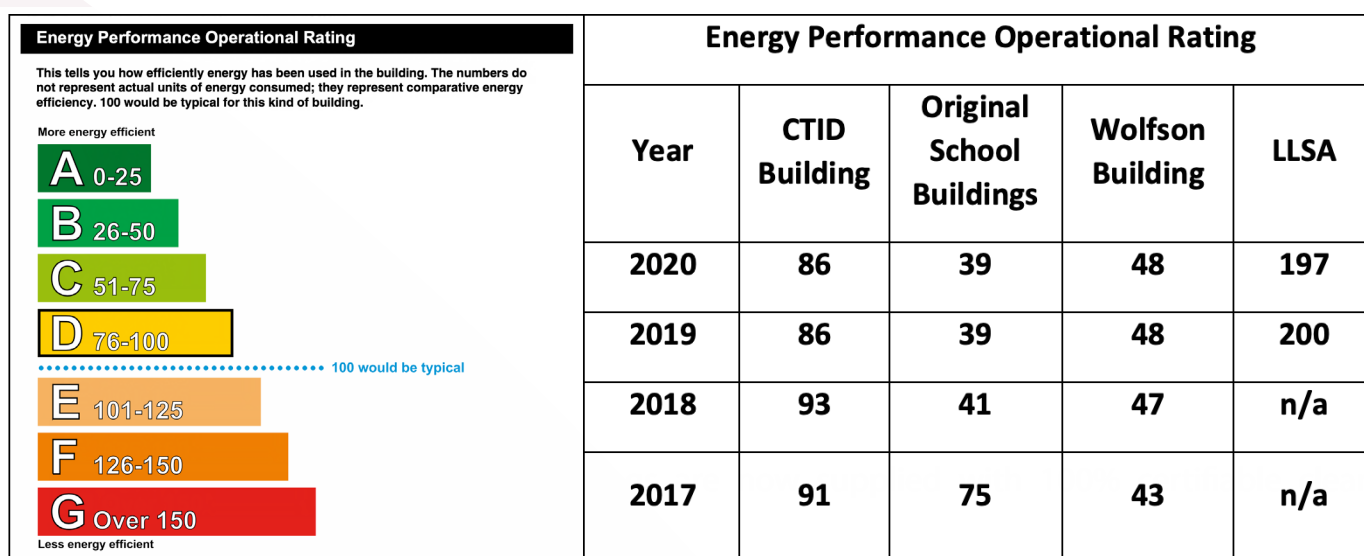 Energy Performance Operational Rating
This tells you how efficiently energy has been used in the building. The numbers do
not represent actual units of energy consumed; they represent comparative energy
efficiency. 100 would be typical for this kind of building.
More energy efficient
A 0-25
B 26-50
C 51-75
D 76-100
100 would be typical
E 101-125
F 126-150
G Over 150
Less energy efficient
Energy Performance Operational Rating
Year
CTID
Building
Original
School
Buildings
Wolfson
Building
LLSA
2020 86 39 48 197
2019 86 39 48 200
2018 93 41 47 n/a
2017 91 75 43 n/a